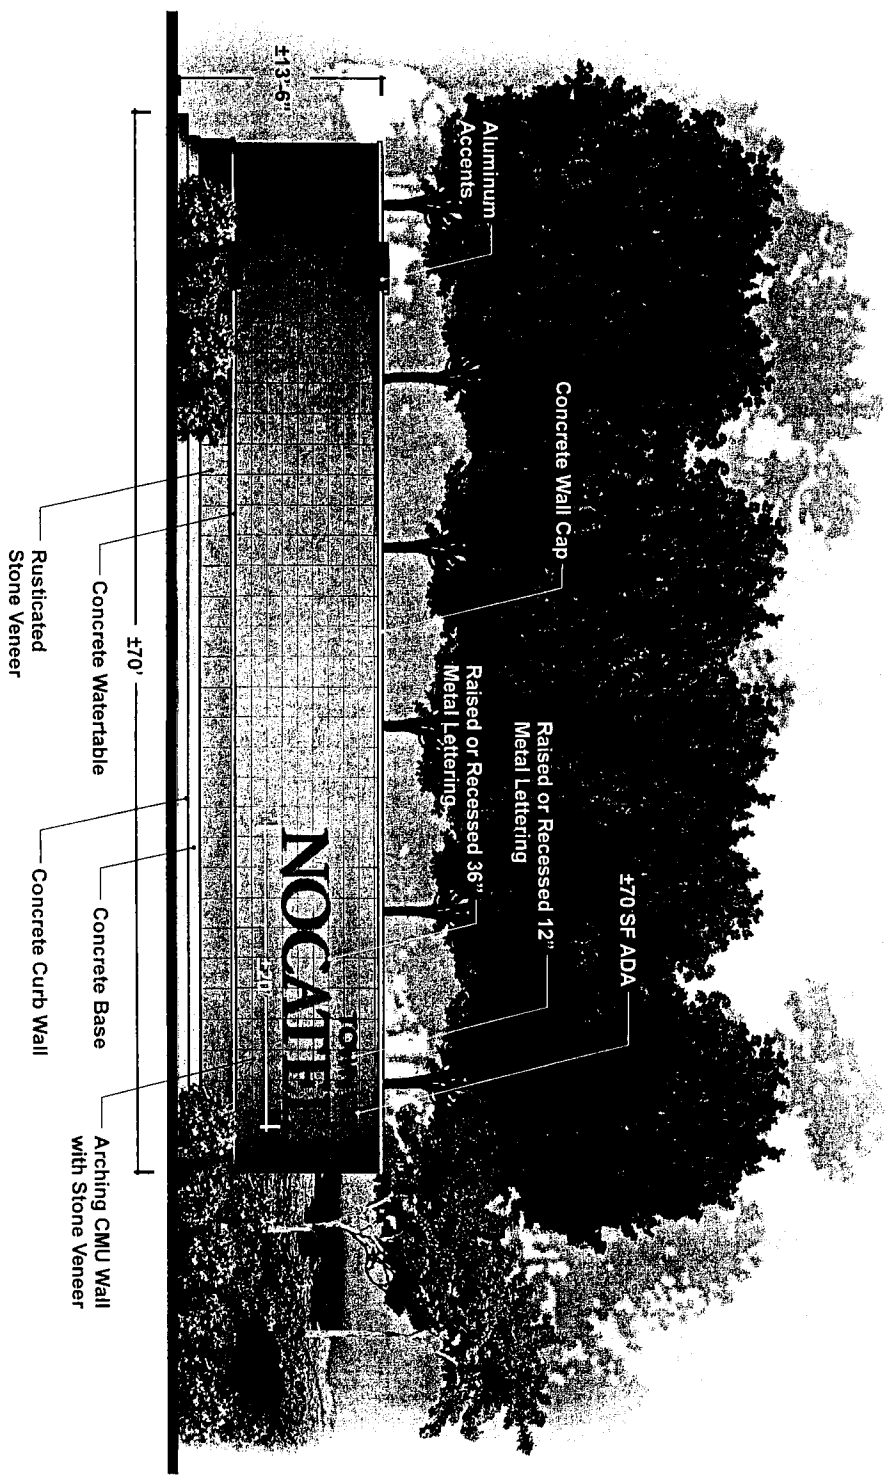 ±13'-6"
Aluminum
Accents
Concrete Wall Cap
Raised or Recessed 36"
Metal Lettering
Raised or Recessed 12"
Metal Lettering
±70 SF ADA
NOCATEE
±20'
±70'
Rusticated
Stone Veneer
Concrete Watertable
Concrete Curb Wall
Concrete Base
Arching CMU Wall
with Stone Veneer